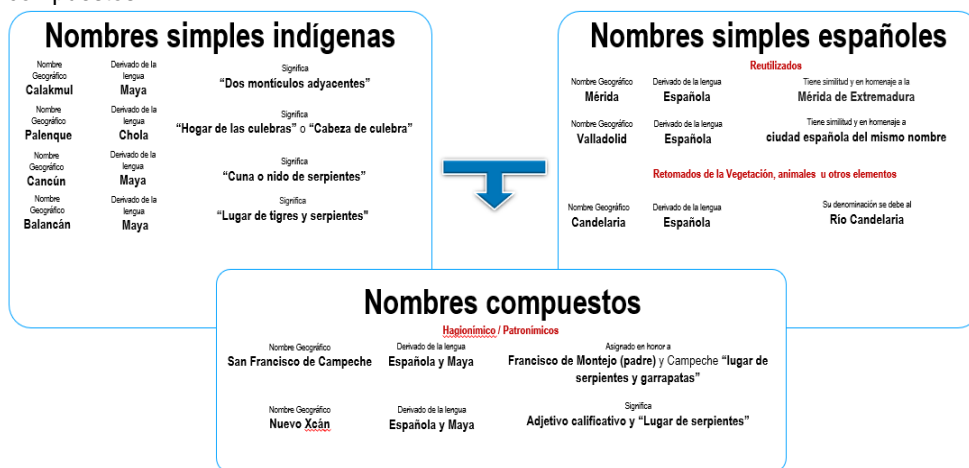 Nombres simples indígenas
Nombre Geográfico Derivado de la lengua Significa
Calakmul Maya “Dos montículos adyacentes”
Nombre Geográfico Derivado de la lengua Significa
Palenque Chola “Hogar de las culebras” o “Cabeza de culebra”
Nombre Geográfico Derivado de la lengua Significa
Cancún Maya “Cuna o nido de serpientes”
Nombre Geográfico Derivado de la lengua Significa
Balancán Maya “Lugar de tigres y serpientes”
Nombres simples españoles
Reutilizados
Nombre Geográfico Derivado de la lengua Tiene similitud y en homenaje a la
Mérida Española Mérida de Extremadura
Nombre Geográfico Derivado de la lengua Tiene similitud y en homenaje a
Valladolid Española ciudad española del mismo nombre
Retomados de la Vegetación, animales u otros elementos
Nombre Geográfico Derivado de la lengua Su denominación se debe al
Candelaria Española Río Candelaria
Nombres compuestos
Hagionímico / Patronímicos
Nombre Geográfico Derivado de la lengua Asignado en honor a
San Francisco de Campeche Española y Maya Francisco de Montejo (padre) y Campeche “lugar de
serpientes y garrapatas”
Nombre Geográfico Derivado de la lengua Significa
Nuevo Xcán Española y Maya Adjetivo calificativo y “Lugar de serpientes”